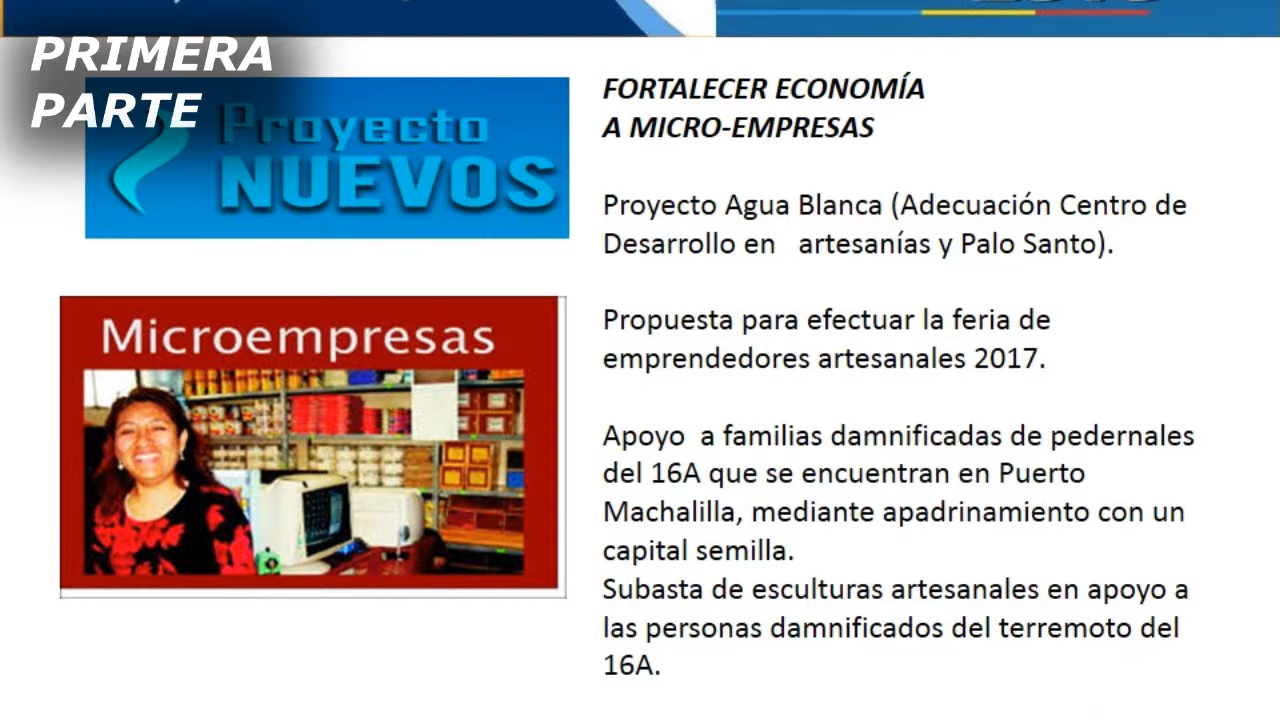 PRIMERA
PARTE
Proyecto
NUEVOS
Microempresas
FORTALECER ECONOMÍA
A MICRO-EMPRESAS
Proyecto Agua Blanca (Adecuación Centro de
Desarrollo en artesanías y Palo Santo).
Propuesta para efectuar la feria de
emprendedores artesanales 2017.
Apoyo a familias damnificadas de pedernales
del 16A que se encuentran en Puerto
Machalilla, mediante apadrinamiento con un
capital semilla.
Subasta de esculturas artesanales en apoyo a
las personas damnificados del terremoto del
16A.